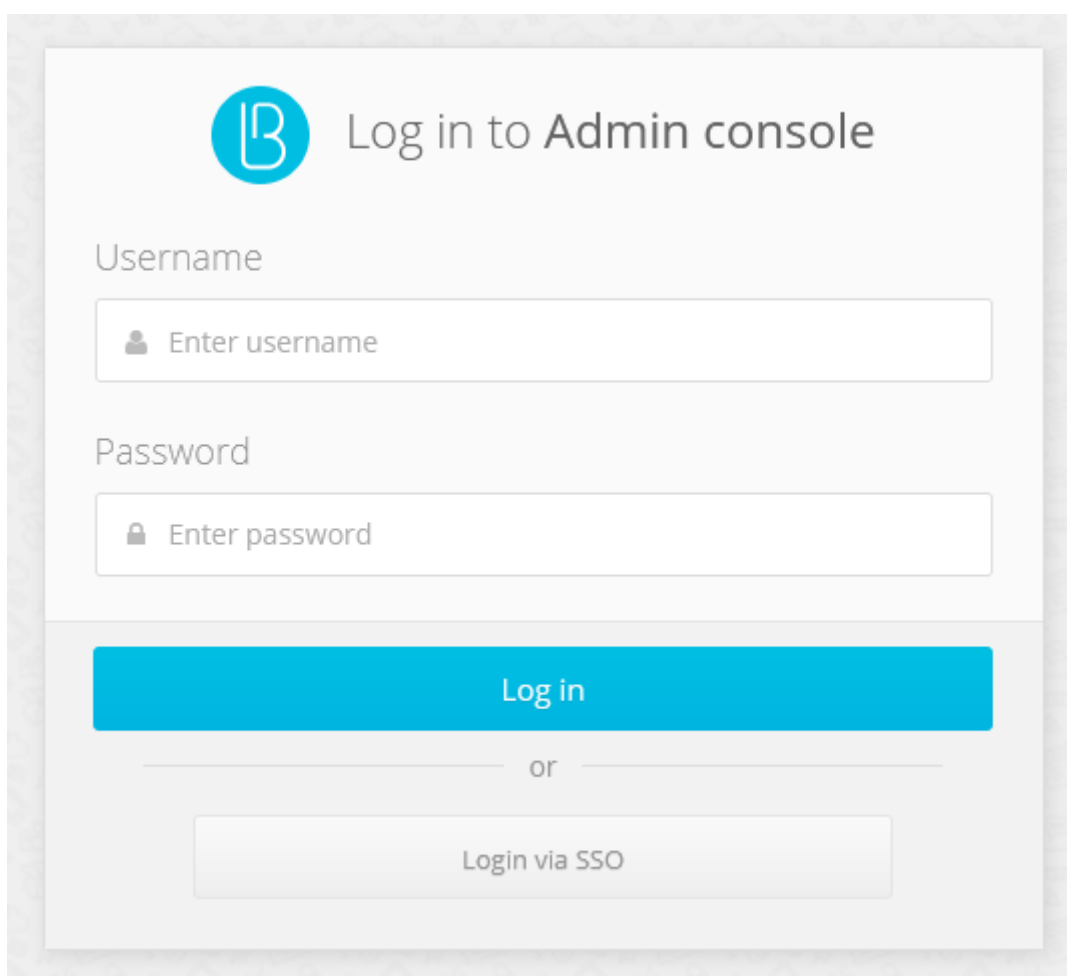 Log in to Admin console
Username
Enter username
Password
Enter password
Log in
or
Login via SSO